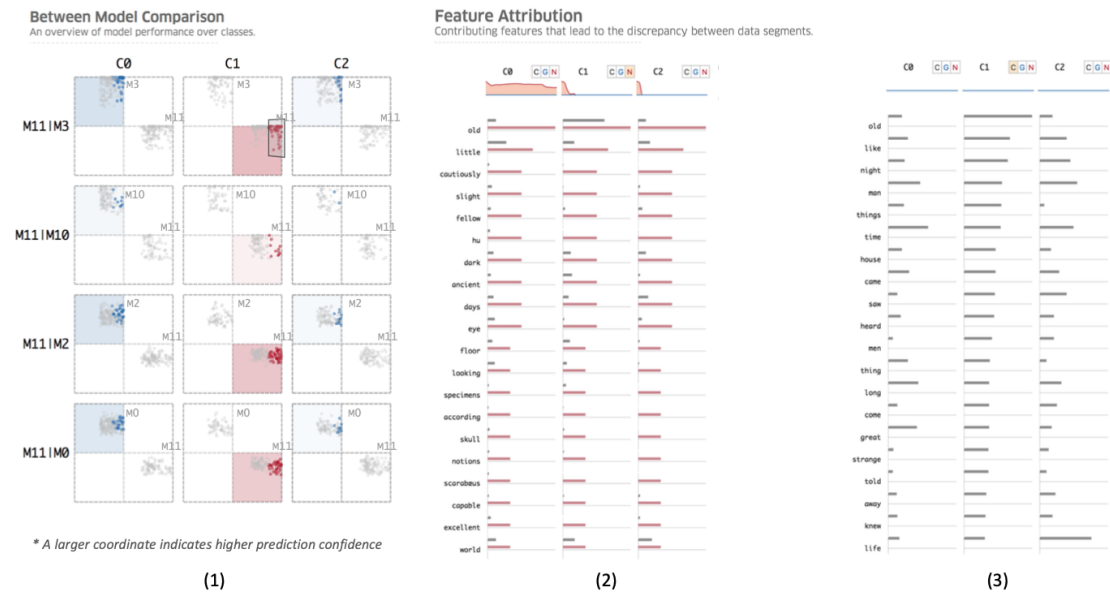 Between Model Comparison
An overview of model performance over classes.
C0 C1 C2
M3 M3 M3
M11|M3
M11 M11 M11
M10 M10 M10
M11|M10
M11 M11 M11
M2 M2 M2
M11|M2
M11 M11 M11
M0 M0 M0
M11|M0
M11 M11 M11
* A larger coordinate indicates higher prediction confidence
(1)
Feature Attribution
Contributing features that lead to the discrepancy between data segments.
C0 C G N C1 C G N C2 C G N
old
little
cautiously
slight
fellow
hu
dark
ancient
days
eye
floor
looking
specimens
according
skull
notions
scarabeus
capable
excellent
world
(2)
C0 C G N C1 C G N C2 C G N
old
like
night
man
things
time
house
came
saw
heard
men
thing
long
come
great
strange
told
away
knew
life
(3)